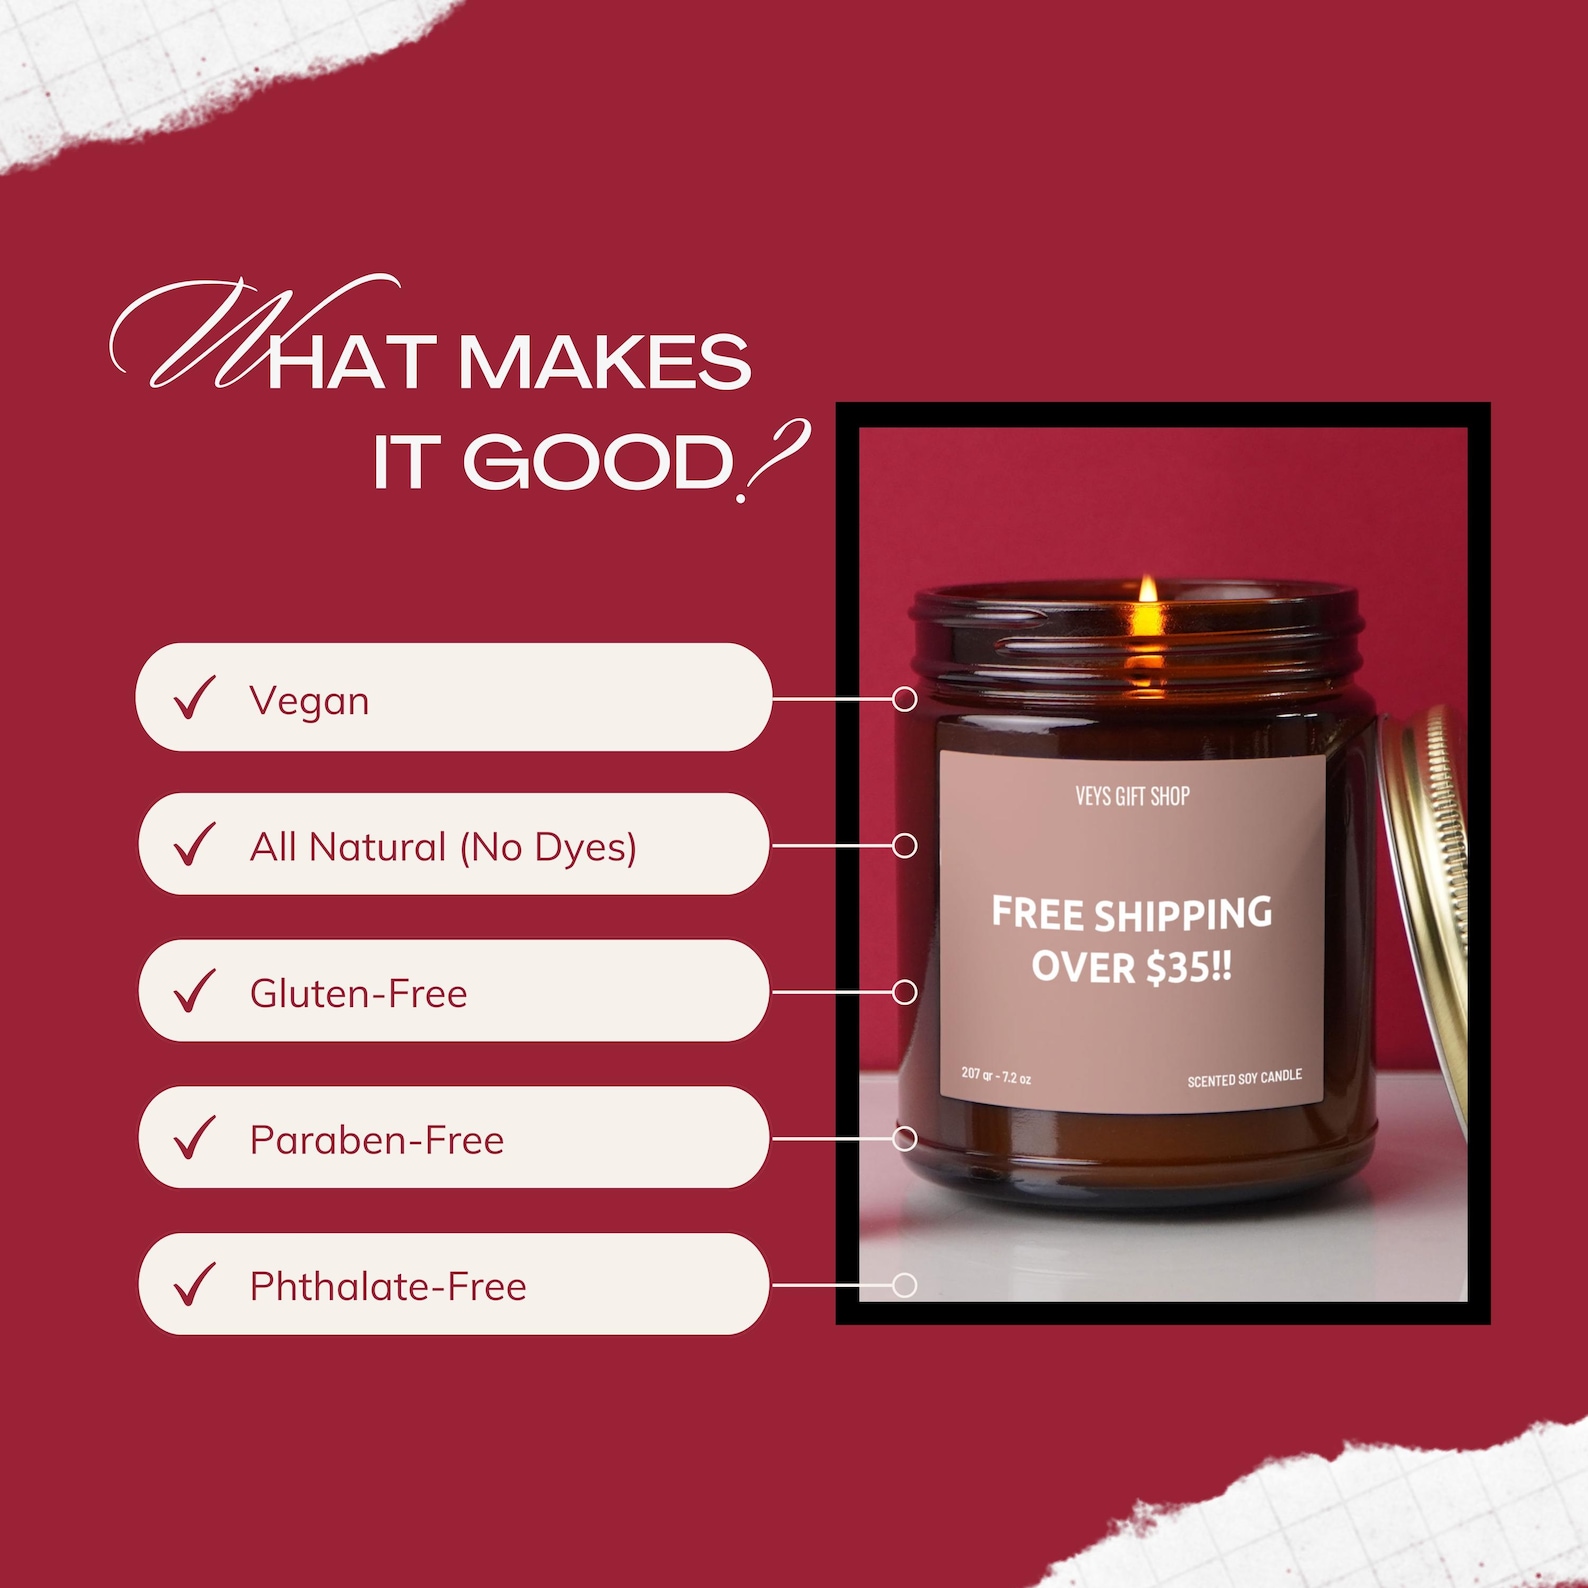 WHAT MAKES
IT GOOD?
Vegan
All Natural (No Dyes)
Gluten-Free
Paraben-Free
Phthalate-Free
VEYS GIFT SHOP
FREE SHIPPING
OVER $35!!
207 gr - 7.2 oz
SCENTED SOY CANDLE